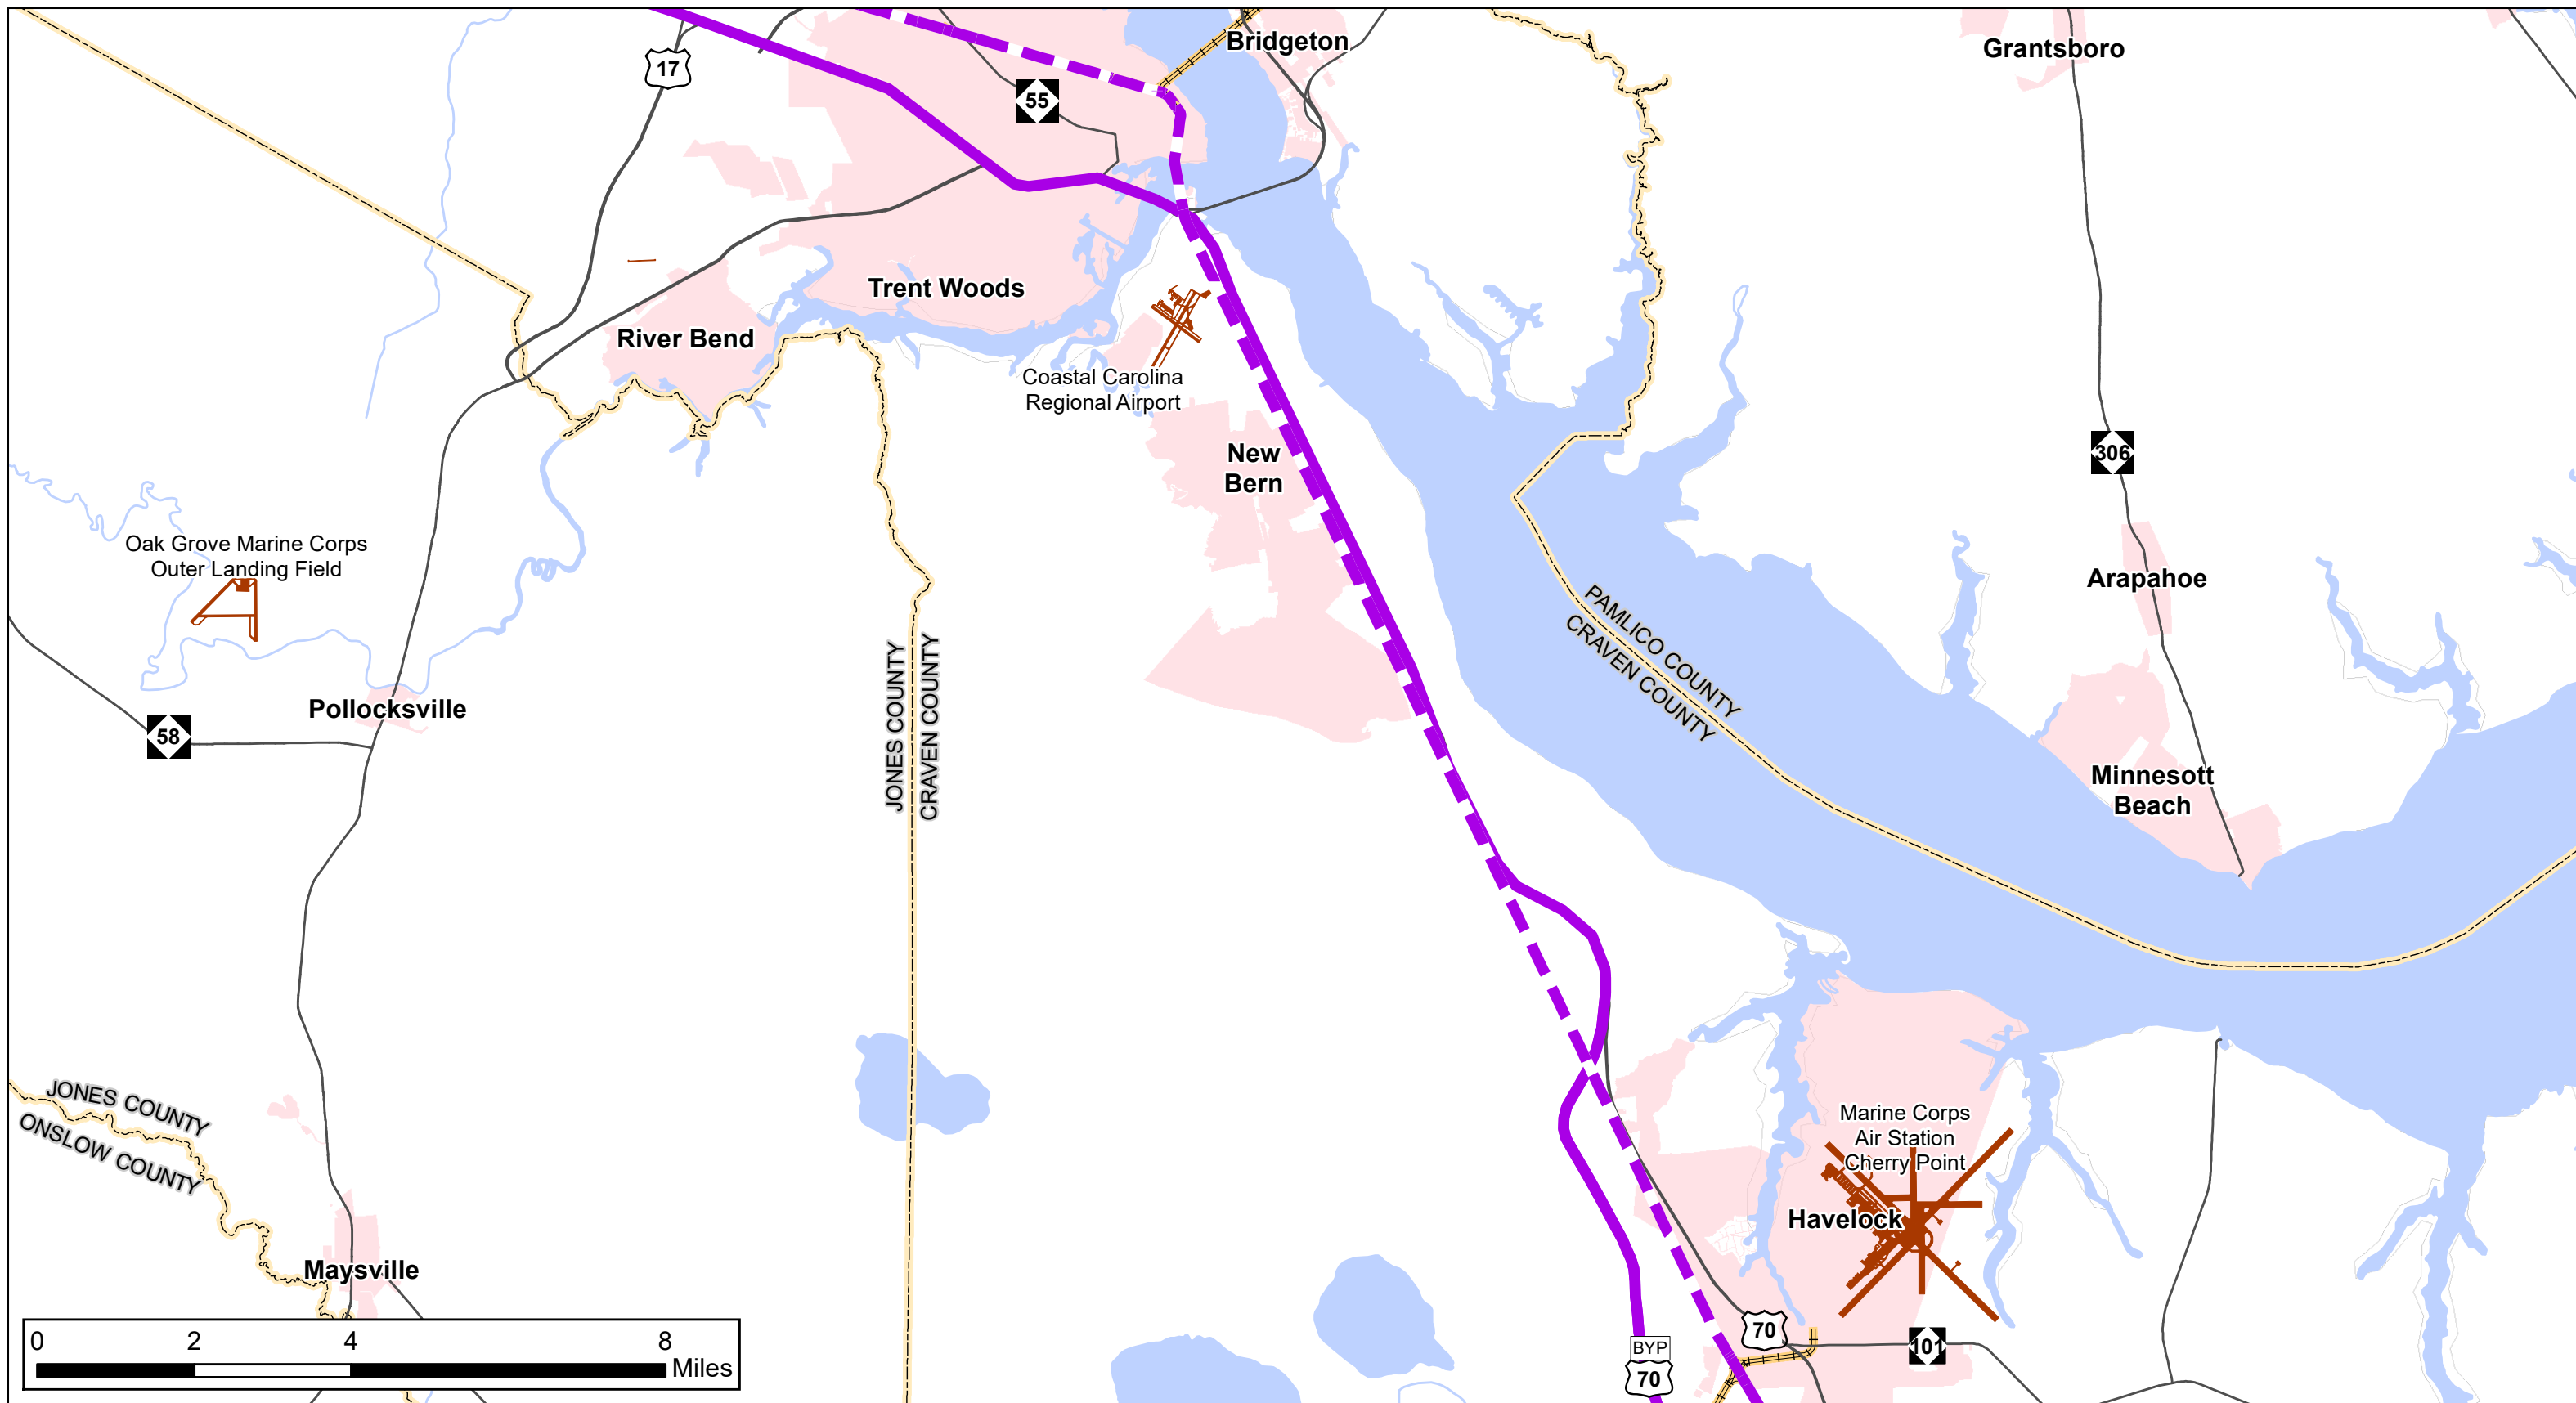 Bridgeton
Grantsboro
17
55
Trent Woods
River Bend
Coastal Carolina
Regional Airport
New
Bern
306
Oak Grove Marine Corps
Outer Landing Field
Arapahoe
PAMLICO COUNTY
CRAVEN COUNTY
JONES COUNTY
CRAVEN COUNTY
Pollocksville
58
Minnesott
Beach
JONES COUNTY
ONSLOW COUNTY
Marine Corps
Air Station
Cherry Point
Havelock
Maysville
70
101
BYP
70
0 2 4 8
Miles